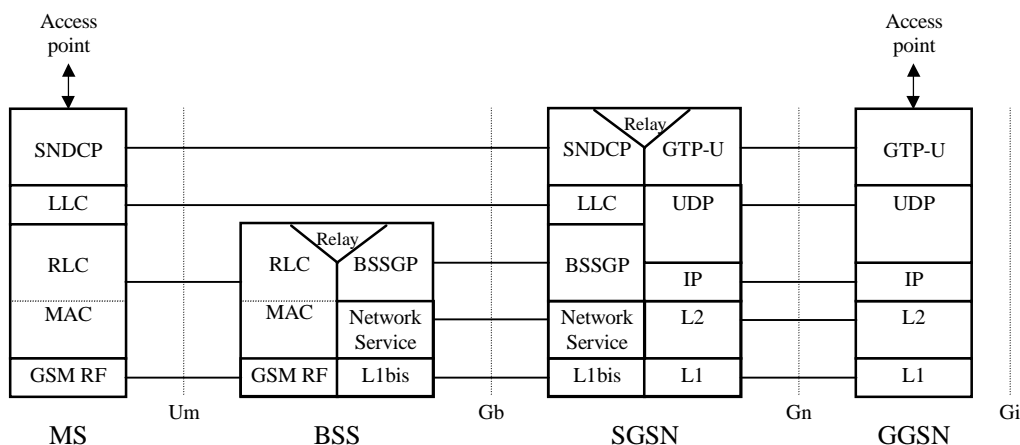 Access
point
Access
point
Relay
SNDCP
SNDCP
GTP-U
GTP-U
LLC
LLC
UDP
UDP
Relay
RLC
RLC
BSSGP
BSSGP
IP
IP
MAC
MAC
Network
Service
Network
Service
L2
L2
GSM RF
GSM RF
L1bis
L1bis
L1
L1
Um
Gb
Gn
Gi
MS
BSS
SGSN
GGSN